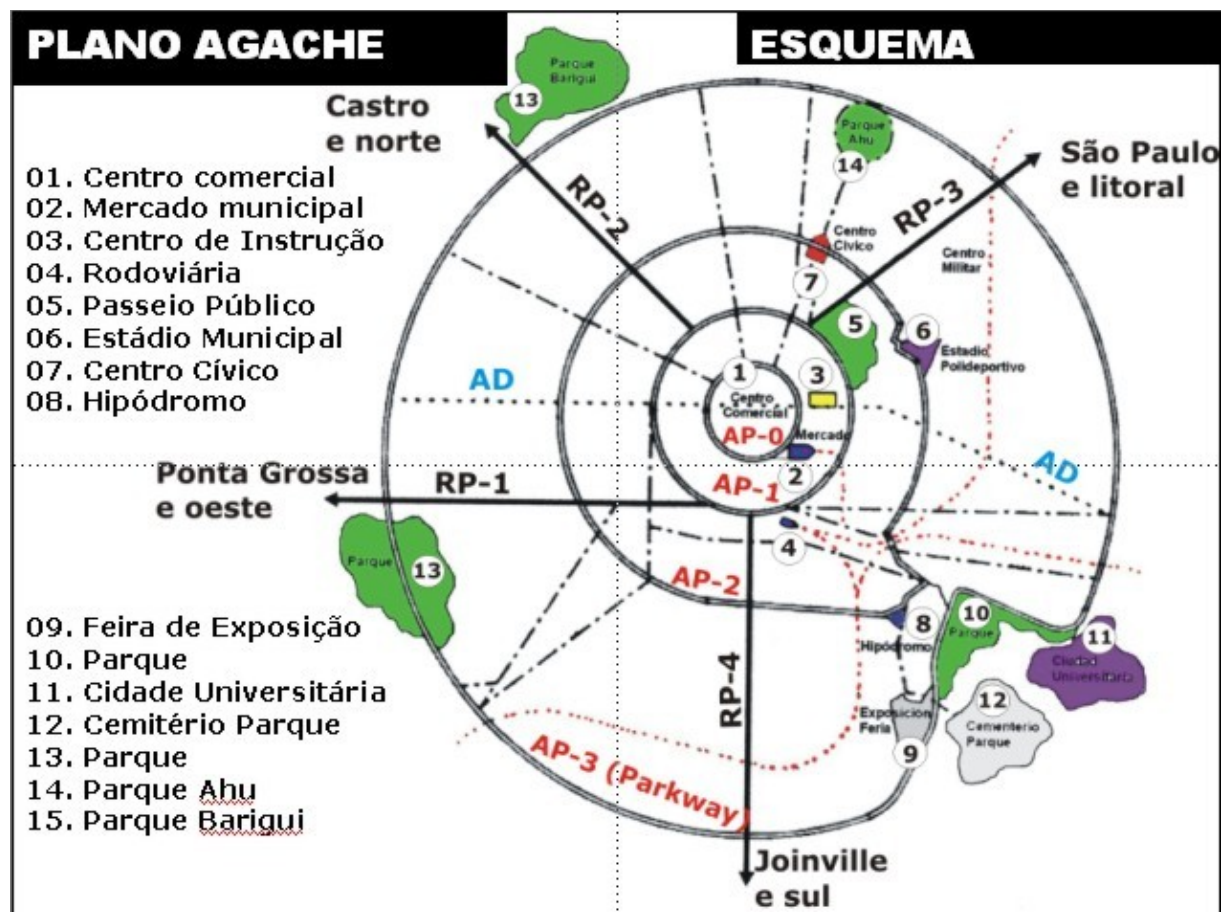 PLANO AGACHE
ESQUEMA
01. Centro comercial
02. Mercado municipal
03. Centro de Instrução
04. Rodoviária
05. Passeio Público
06. Estádio Municipal
07. Centro Cívico
08. Hipódromo
09. Feira de Exposição
10. Parque
11. Cidade Universitária
12. Cemitério Parque
13. Parque
14. Parque Ahu
15. Parque Barigui
Parque
Barigui
13
Castro
e norte
RP-2
Parque
Ahu
14
São Paulo
e litoral
RP-3
Centro
Cívico
7
Centro
Militar
5
6
Estadio
Polideportivo
AD
1
3
Centro
Comercial
AP-0
Mercado
2
AP-1
AD
Ponta Grossa
e oeste
RP-1
4
Parque
13
AP-2
8
Hipódromo
10
Parque
11
Ciudad
Universitária
RP-4
12
Cementerio
Parque
Exposicion
Feria
9
AP-3 (Parkway)
Joinville
e sul